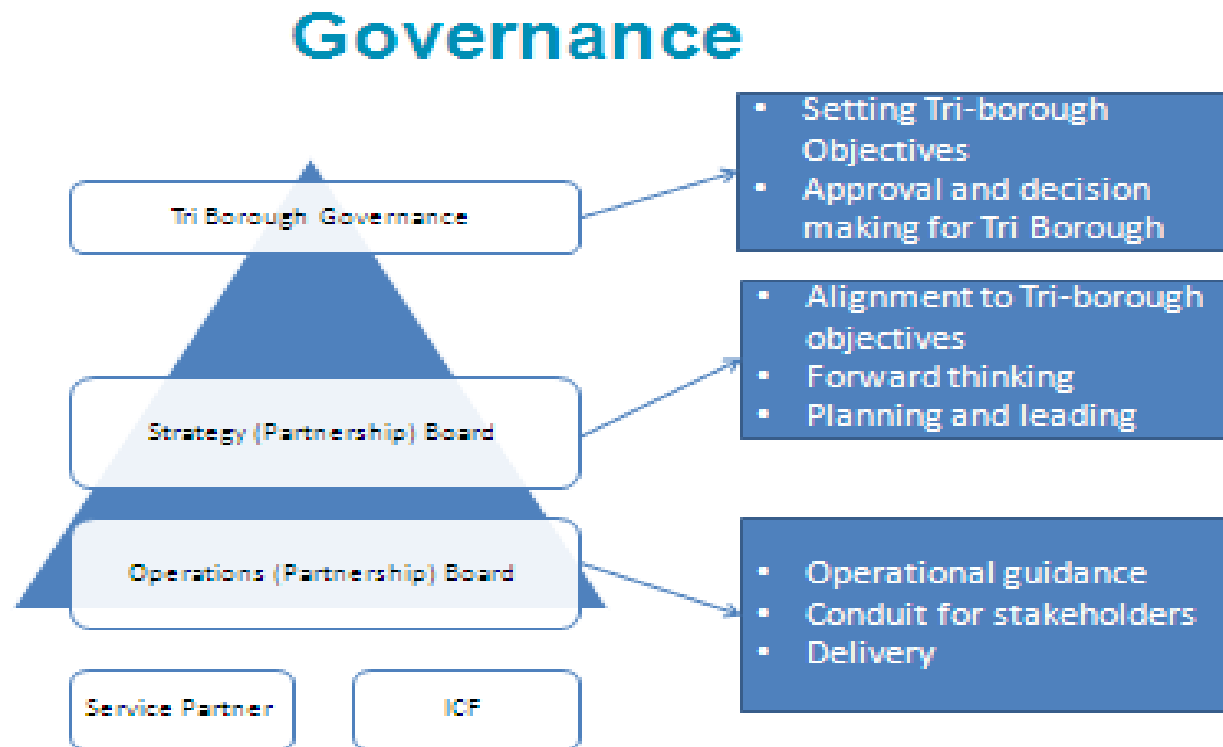 Governance
Tri Borough Governance
• Setting Tri-borough
Objectives
• Approval and decision
making for Tri Borough
Strategy (Partnership) Board
• Alignment to Tri-borough
objectives
• Forward thinking
• Planning and leading
Operations (Partnership) Board
• Operational guidance
• Conduit for stakeholders
• Delivery
Service Partner
ICF